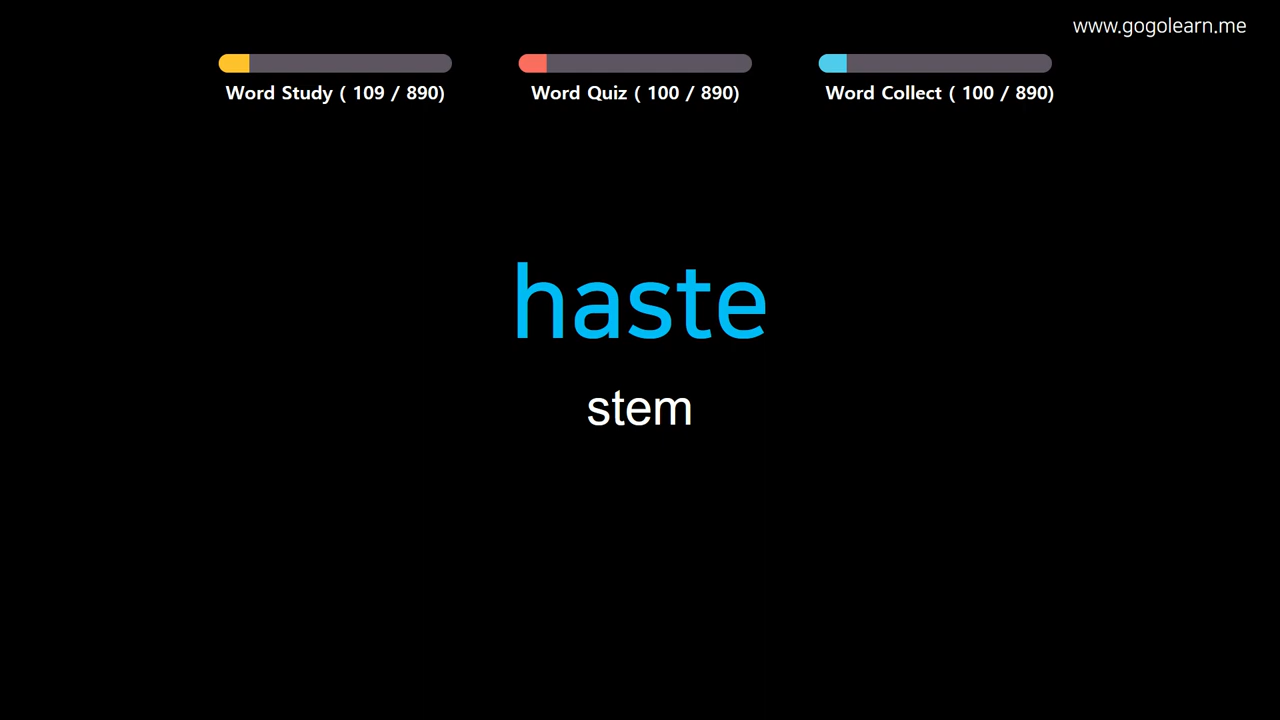 www.gogolearn.me
Word Study ( 109 / 890)
Word Quiz ( 100 / 890)
Word Collect ( 100 / 890)
haste
stem